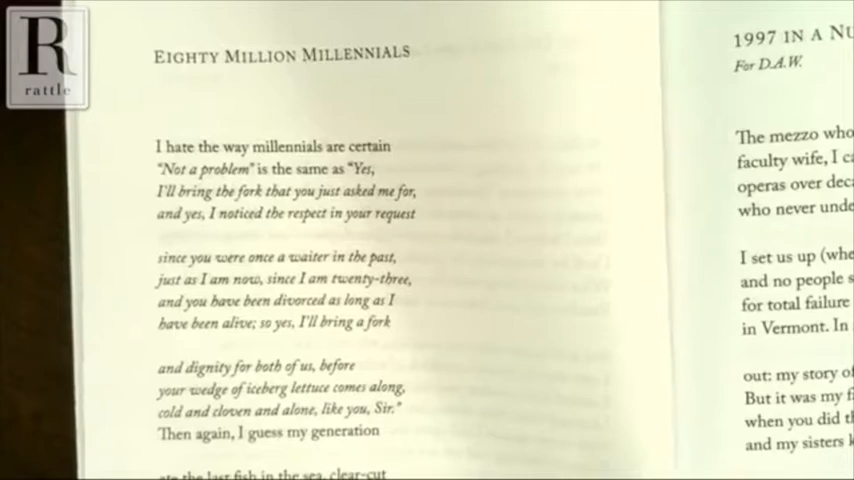 R
rattle
EIGHTY MILLION MILLENNIALS
I hate the way millennials are certain
“Not a problem” is the same as “Yes,
I'll bring the fork that you just asked me for,
and yes, I noticed the respect in your request
since you were once a waiter in the past,
just as I am now, since I am twenty-three,
and you have been divorced as long as I
have been alive; so yes, I'll bring a fork
and dignity for both of us, before
your wedge of iceberg lettuce comes along,
cold and cloven and alone, like you, Sir.”
Then again, I guess my generation
ate the last fish in the sea, clear-cut
1997 IN A
For D.A.W.
The mezzo who
faculty wife, I
operas over
who never
I set us up
and no people
for total failure
in Vermont. In
out: my story
But it was my
when you did
and my sisters